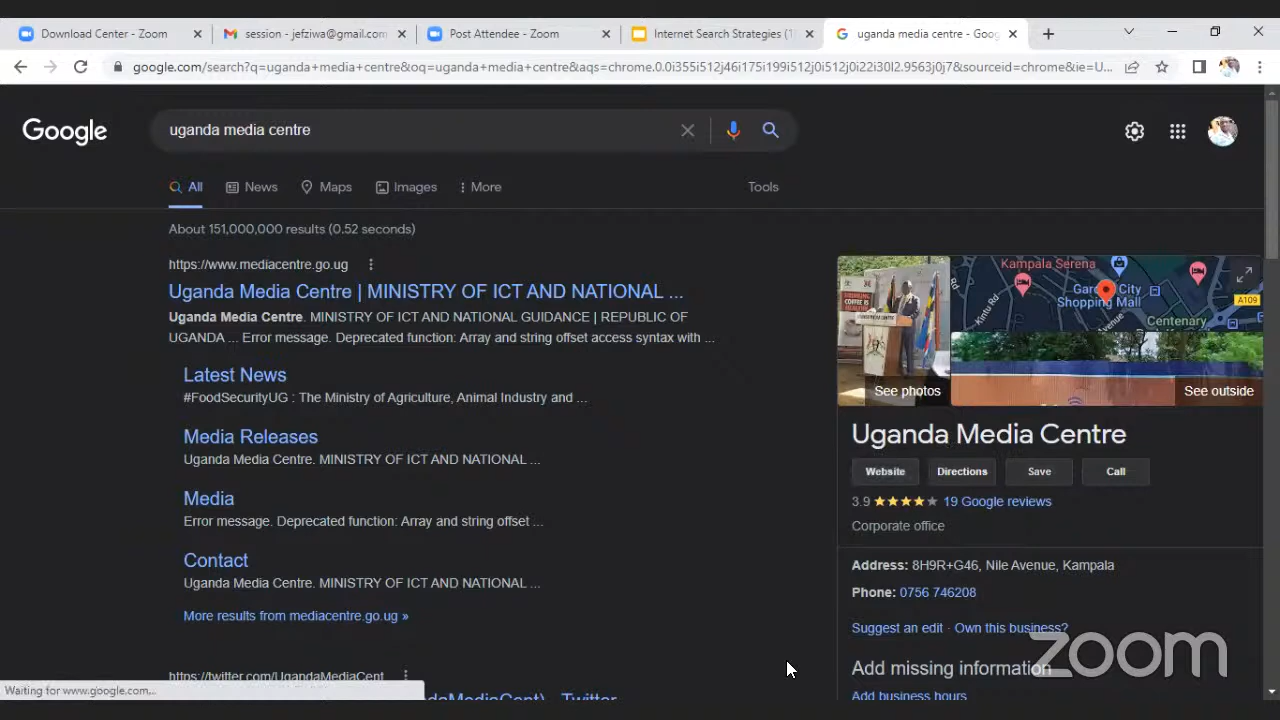 Download Center - Zoom
session - jefziwa@gmail.com
Post Attendee - Zoom
Internet Search Strategies (1
uganda media centre - Goog
google.com/search?q=uganda+media+centre&oq=uganda+media+centre&aqs=chrome.0.0i355i512j46i175i199i512j0i512j0i22i30l2.9563j0j7&sourceid=chrome&ie=U...
Google
uganda media centre
All
News
Maps
Images
More
Tools
About 151,000,000 results (0.52 seconds)
https://www.mediacentre.go.ug
Uganda Media Centre | MINISTRY OF ICT AND NATIONAL ...
Uganda Media Centre. MINISTRY OF ICT AND NATIONAL GUIDANCE | REPUBLIC OF
UGANDA ... Error message. Deprecated function: Array and string offset access syntax with ...
Latest News
#FoodSecurityUG : The Ministry of Agriculture, Animal Industry and ...
Media Releases
Uganda Media Centre. MINISTRY OF ICT AND NATIONAL ...
Media
Error message. Deprecated function: Array and string offset ...
Contact
Uganda Media Centre. MINISTRY OF ICT AND NATIONAL ...
More results from mediacentre.go.ug »
https://twitter.com/UgandaMediaCent
daMediaCent) - Twitter
Waiting for www.google.com...
Kampala Serena
Garden City
Shopping Mall
Kintu Rd
Avenue
A109
Centenary
See photos
See outside
Uganda Media Centre
Website
Directions
Save
Call
3.9
19 Google reviews
Corporate office
Address: 8H9R+G46, Nile Avenue, Kampala
Phone: 0756 746208
Suggest an edit · Own this business?
Add missing information
Add business hours
zoom